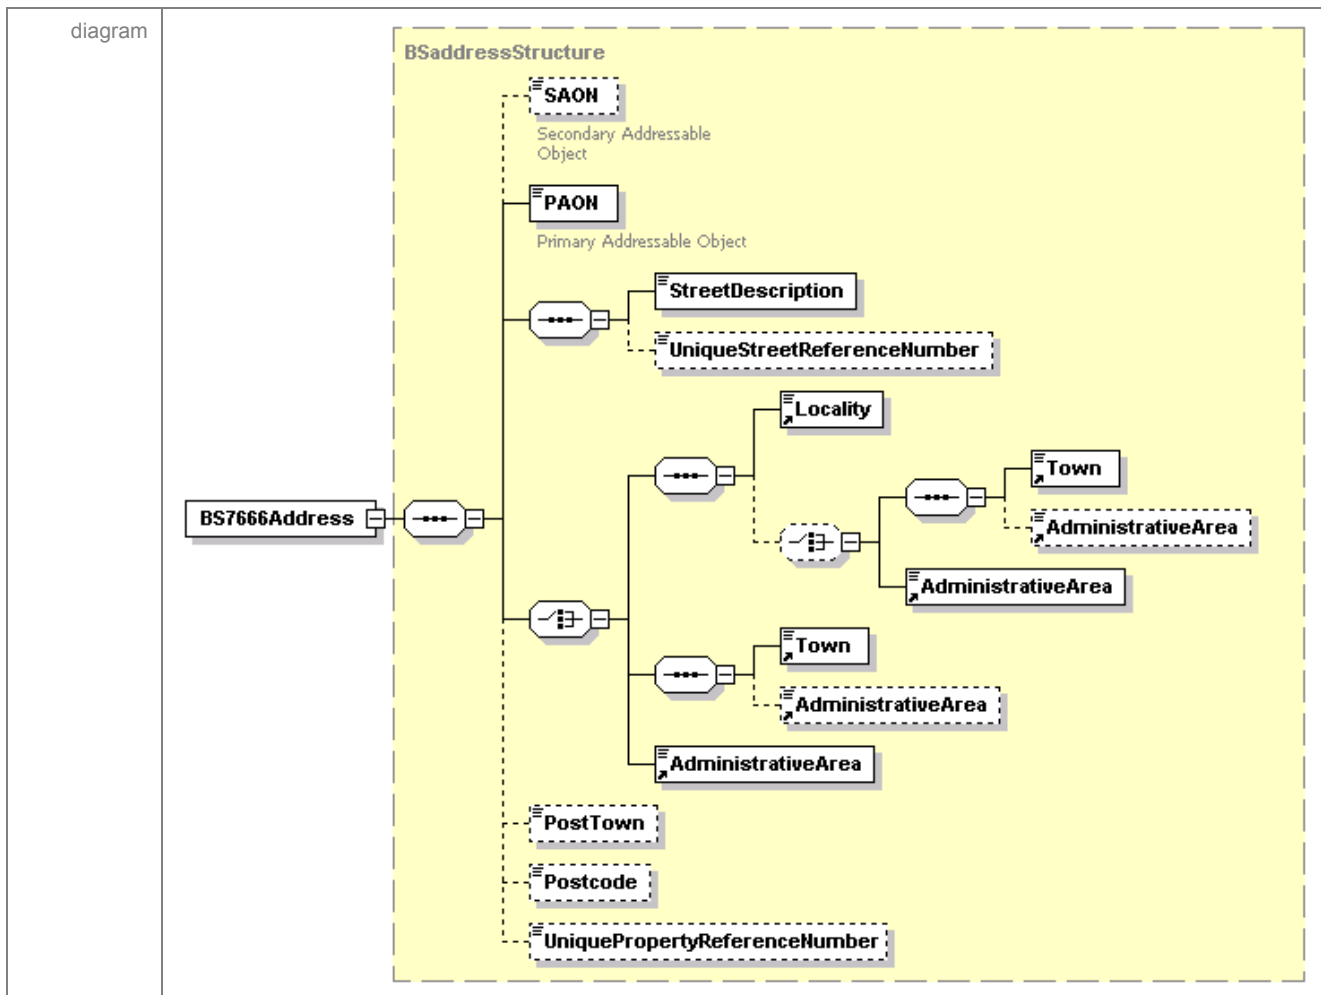 diagram
BSaddressStructure
SAON
Secondary Addressable
Object
PAON
Primary Addressable Object
StreetDescription
UniqueStreetReferenceNumber
Locality
Town
AdministrativeArea
AdministrativeArea
BS7666Address
Town
AdministrativeArea
AdministrativeArea
PostTown
Postcode
UniquePropertyReferenceNumber